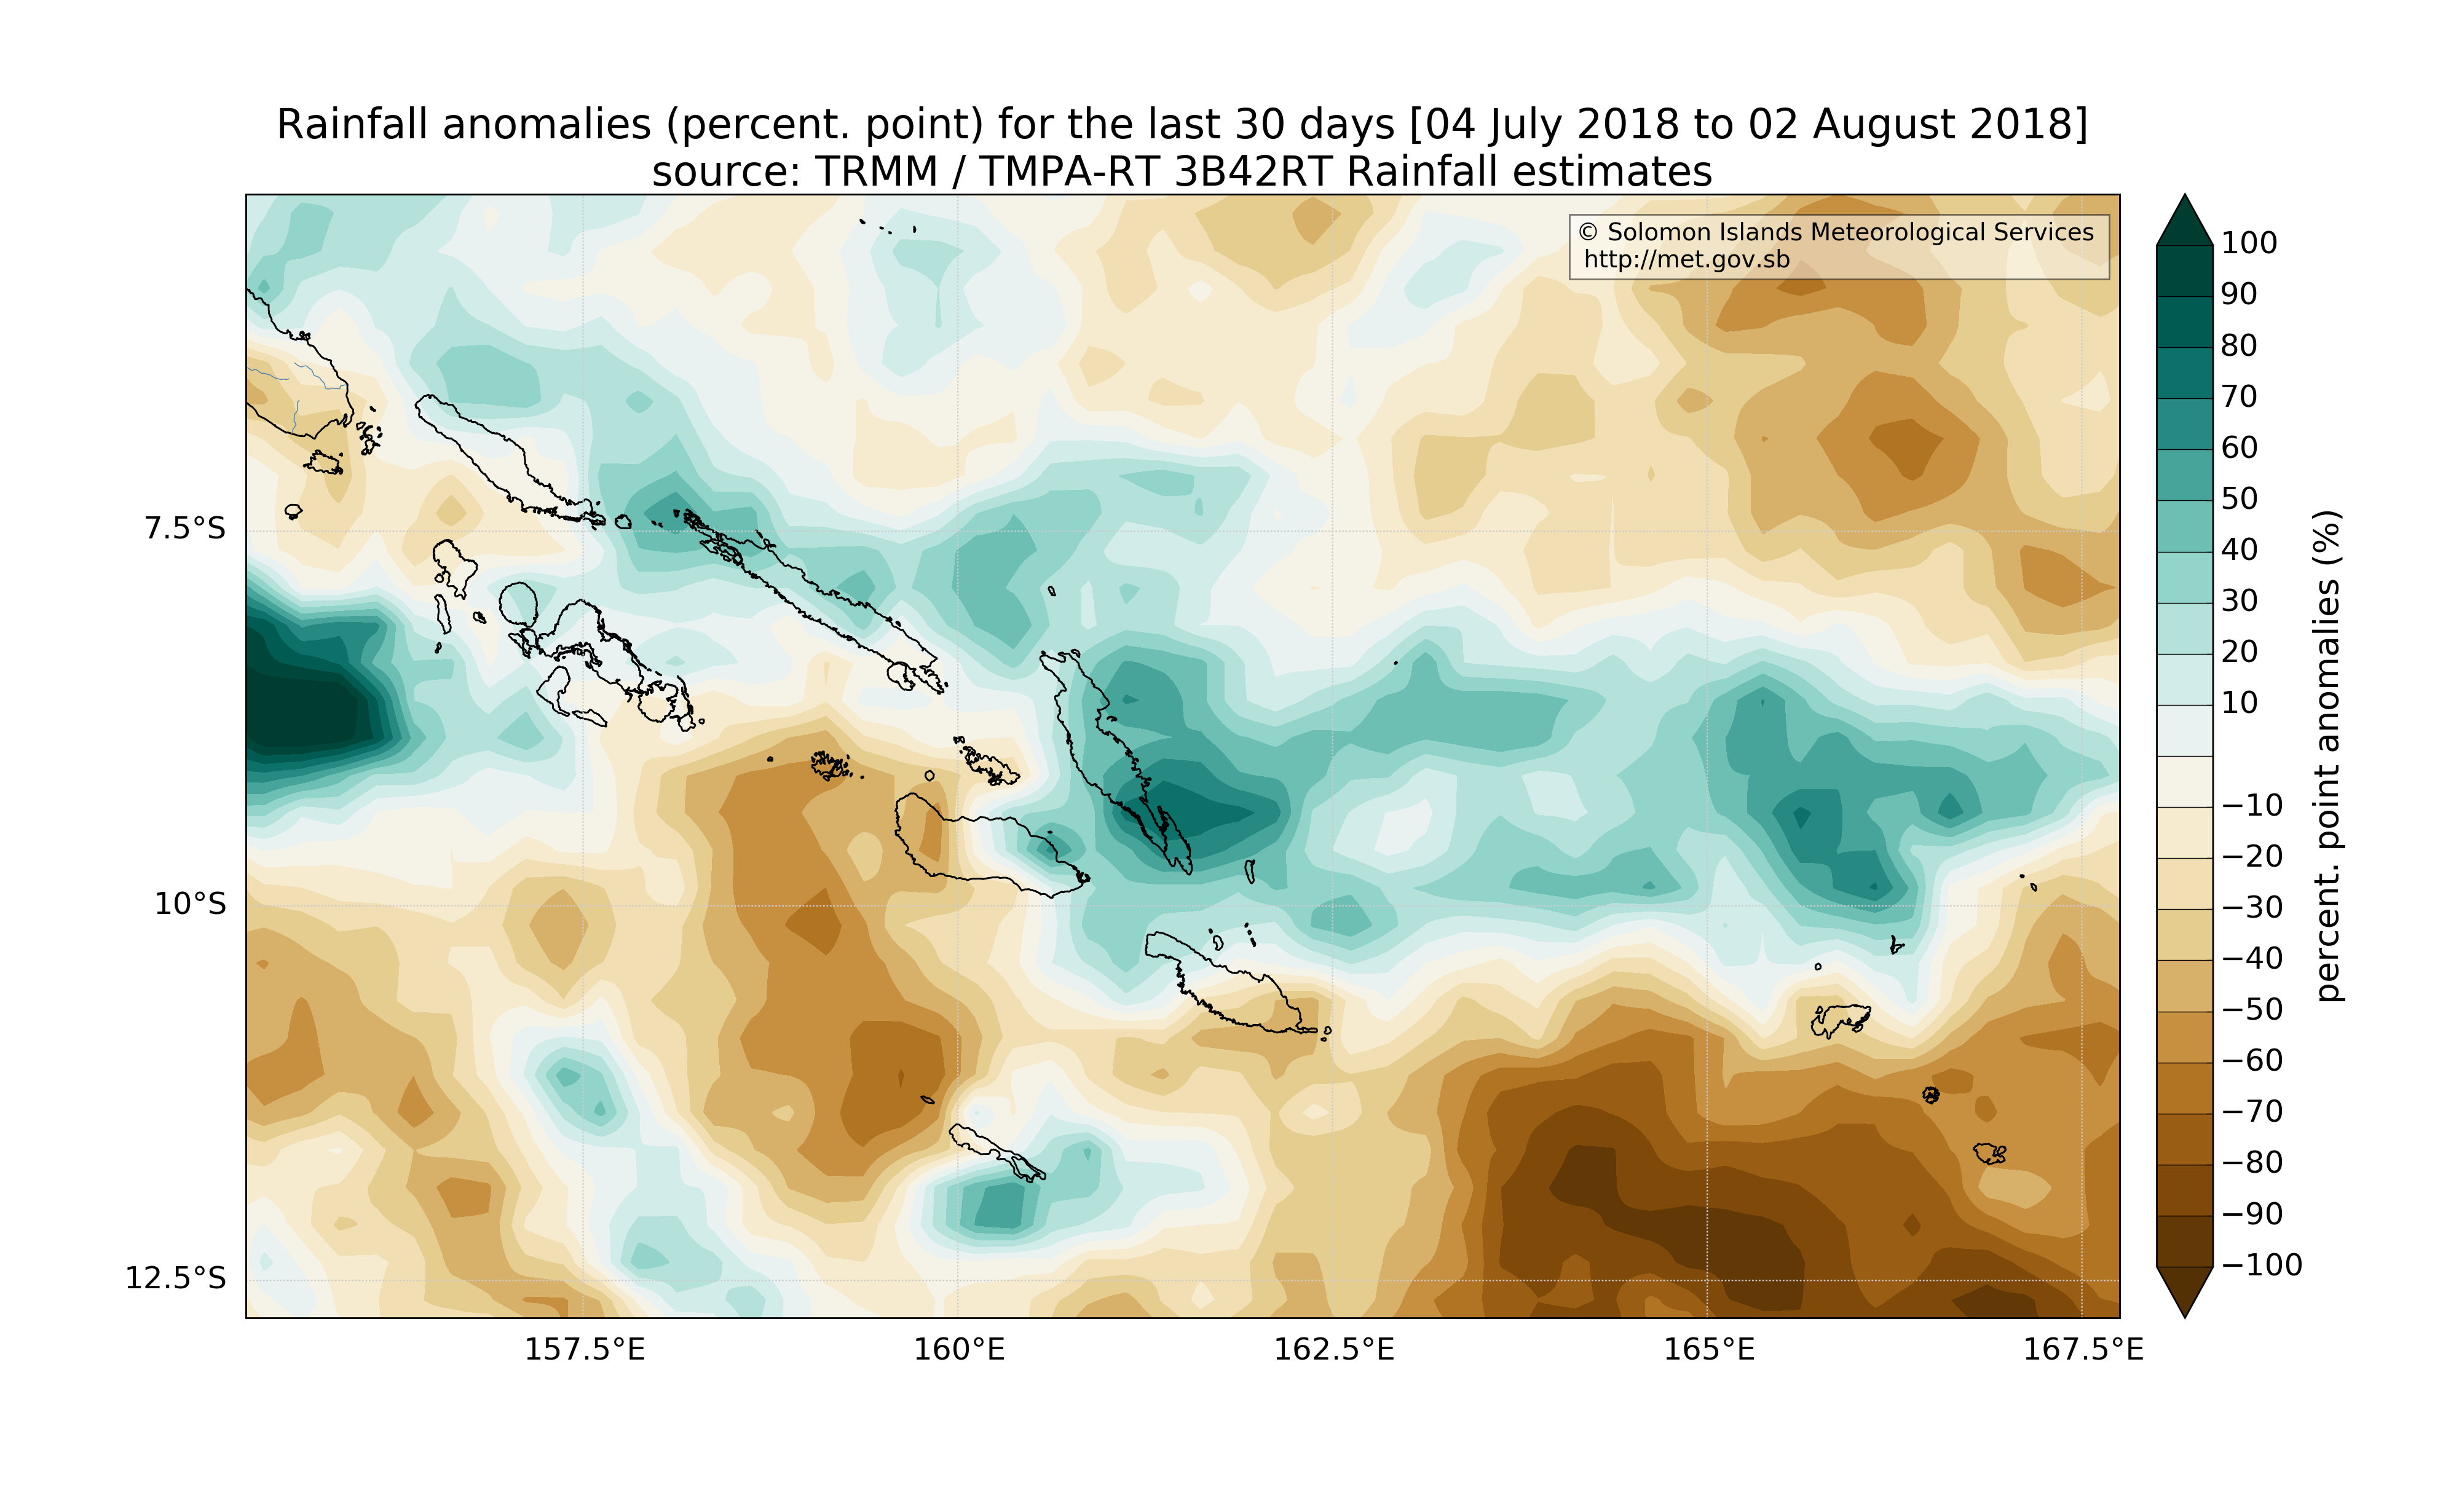 Rainfall anomalies (percent. point) for the last 30 days [04 July 2018 to 02 August 2018]
source: TRMM / TMPA-RT 3B42RT Rainfall estimates
© Solomon Islands Meteorological Services
http://met.gov.sb
7.5°S
10°S
12.5°S
157.5°E
160°E
162.5°E
165°E
167.5°E
100
90
80
70
60
50
40
30
20
10
−10
−20
−30
−40
−50
−60
−70
−80
−90
−100
percent. point anomalies (%)